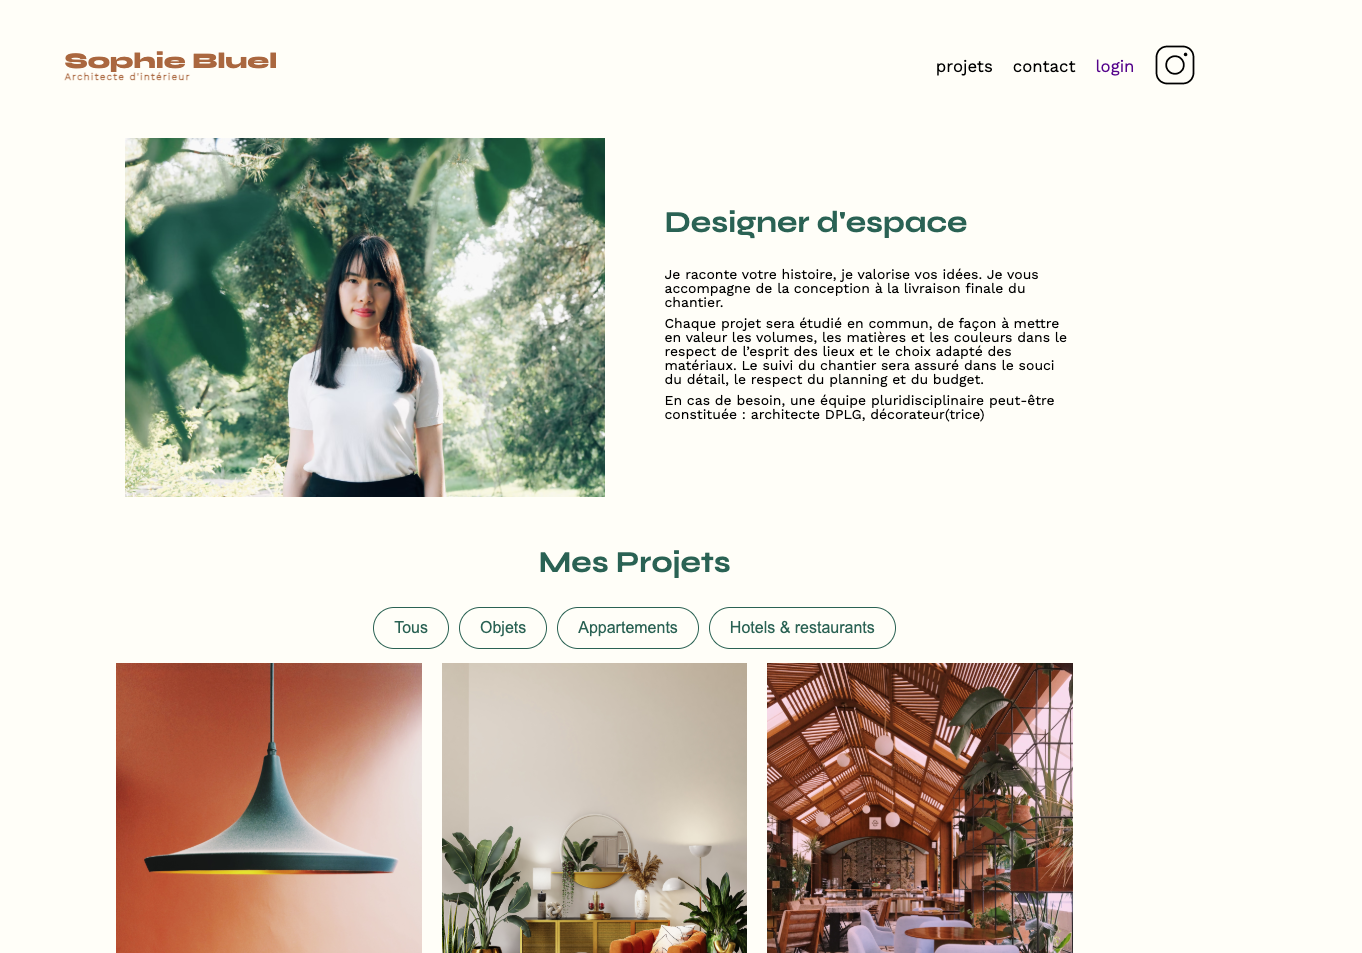 Sophie Bluel
Architecte d'intérieur
projets contact login
Designer d'espace
Je raconte votre histoire, je valorise vos idées. Je vous
accompagne de la conception à la livraison finale du
chantier.
Chaque projet sera étudié en commun, de façon à mettre
en valeur les volumes, les matières et les couleurs dans le
respect de l’esprit des lieux et le choix adapté des
matériaux. Le suivi du chantier sera assuré dans le souci
du détail, le respect du planning et du budget.
En cas de besoin, une équipe pluridisciplinaire peut-être
constituée : architecte DPLG, décorateur(trice)
Mes Projets
Tous Objets Appartements Hotels & restaurants